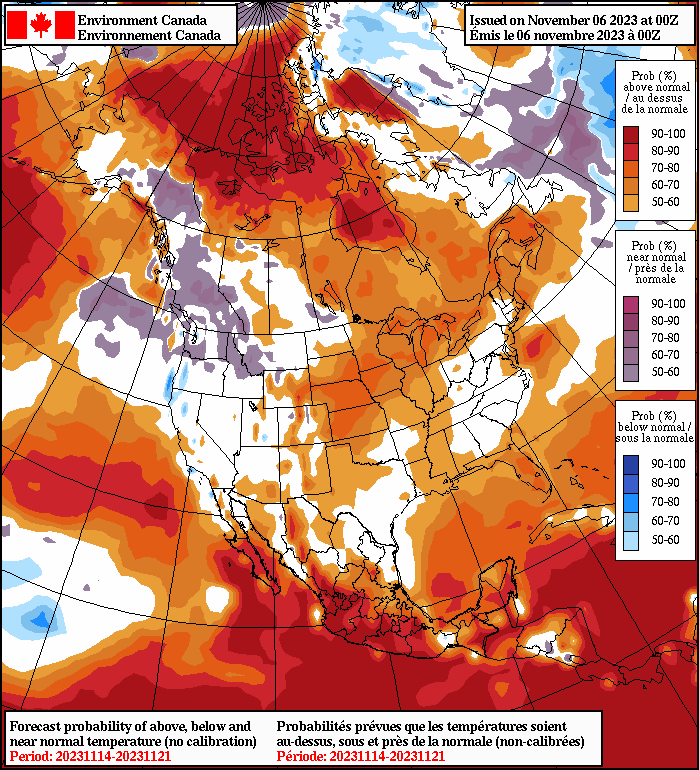 Environment Canada
Environnement Canada
Issued on November 06 2023 at 00Z
Émis le 06 novembre 2023 à 00Z
Prob (%)
above normal
/ au dessus
de la normale
90-100
80-90
70-80
60-70
50-60
Prob (%)
near normal
/ près de la
normale
90-100
80-90
70-80
60-70
50-60
Prob (%)
below normal /
sous la normale
90-100
80-90
70-80
60-70
50-60
Forecast probability of above, below and
near normal temperature (no calibration)
Period: 20231114-20231121
Probabilités prévues que les températures soient
au-dessus, sous et près de la normale (non-calibrées)
Période: 20231114-20231121